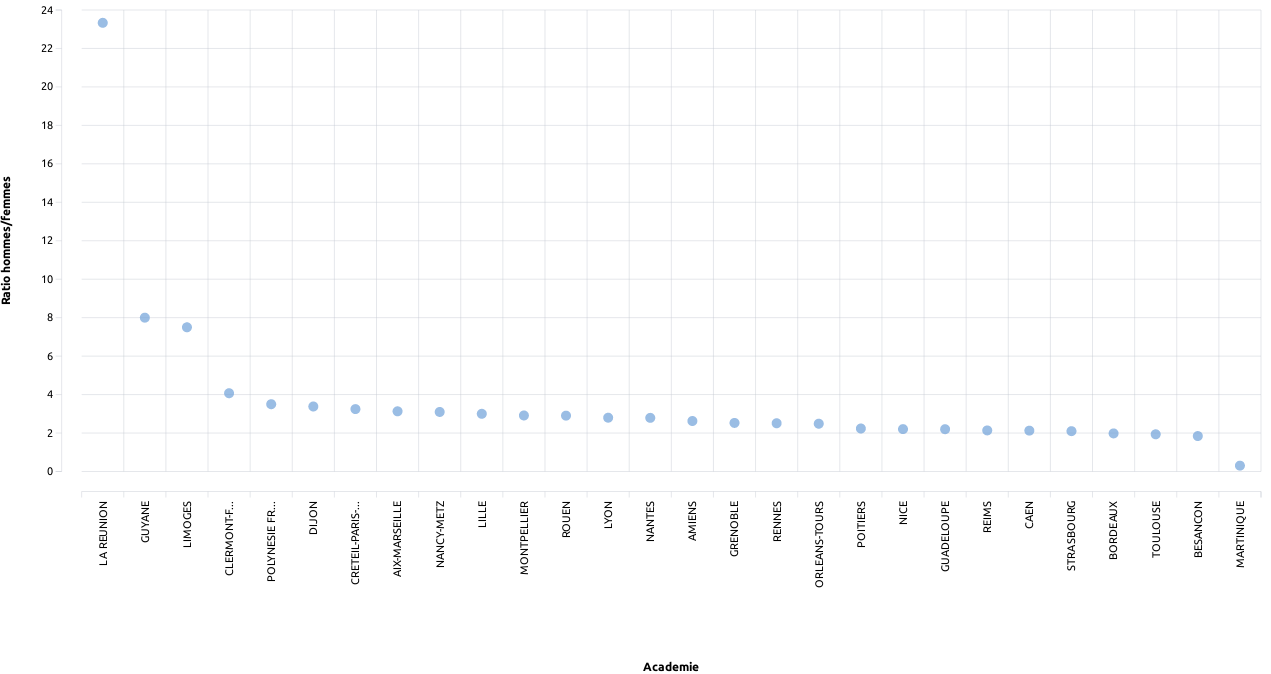 Ratio hommes/femmes
24
22
20
18
16
14
12
10
8
6
4
2
0
LA REUNION
GUYANE
LIMOGES
CLERMONT-F...
POLYNESIE FR...
DIJON
CRETEIL-PARIS-...
AIX-MARSEILLE
NANCY-METZ
LILLE
MONTPELLIER
ROUEN
LYON
NANTES
AMIENS
GRENOBLE
RENNES
ORLEANS-TOURS
POITIERS
NICE
GUADELOUPE
REIMS
CAEN
STRASBOURG
BORDEAUX
TOULOUSE
BESANCON
MARTINIQUE
Academie